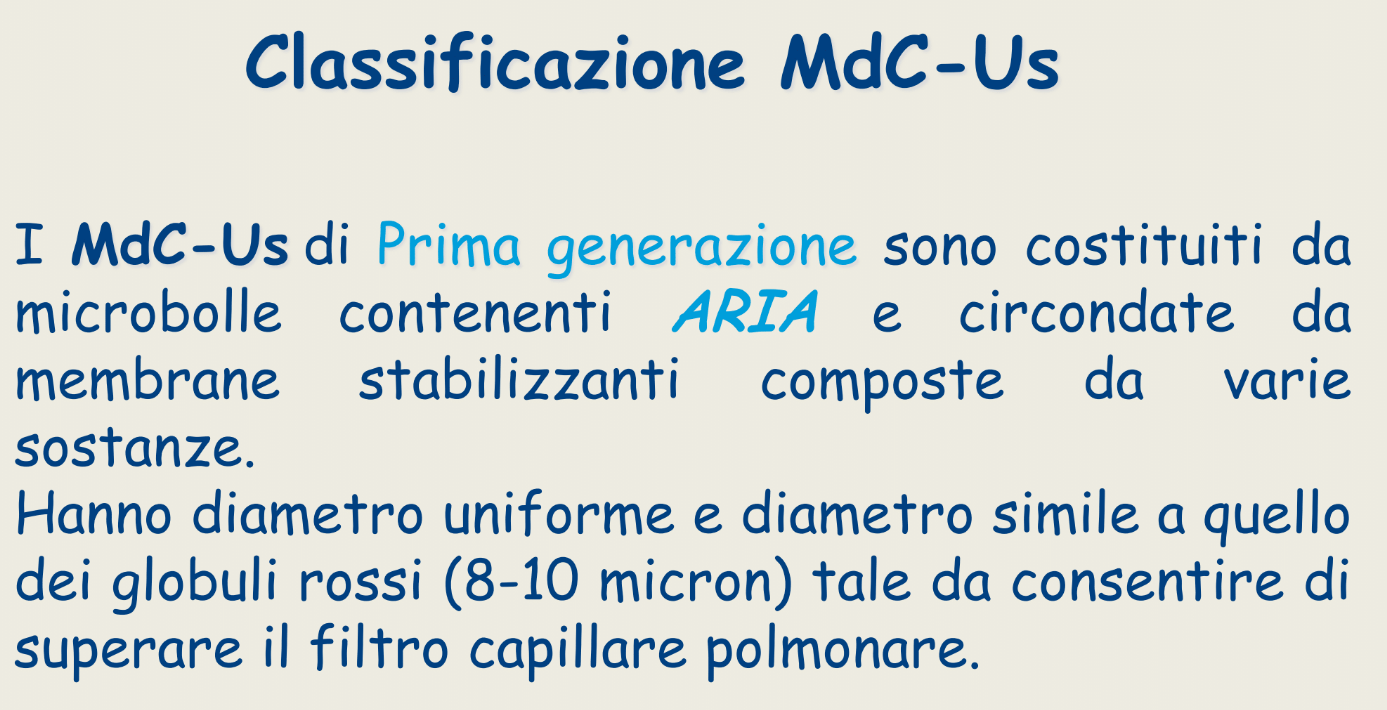 Classificazione MdC-Us
I MdC-Us di Prima generazione sono costituiti da
microbolle contenenti ARIA e circondate da
membrane stabilizzanti composte da varie
sostanze.
Hanno diametro uniforme e diametro simile a quello
dei globuli rossi (8-10 micron) tale da consentire di
superare il filtro capillare polmonare.